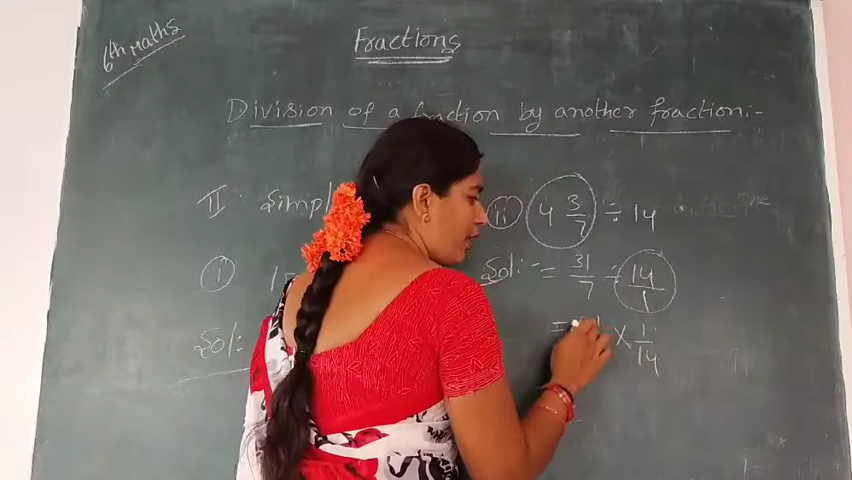 6th maths
Fractions
Division of a fraction by another fraction:-
II Simpl
(i) 1
(ii) 4 3/7 ÷ 14
Sol:
Sol:- = 31/7 ÷ 14/1
= × 1/14